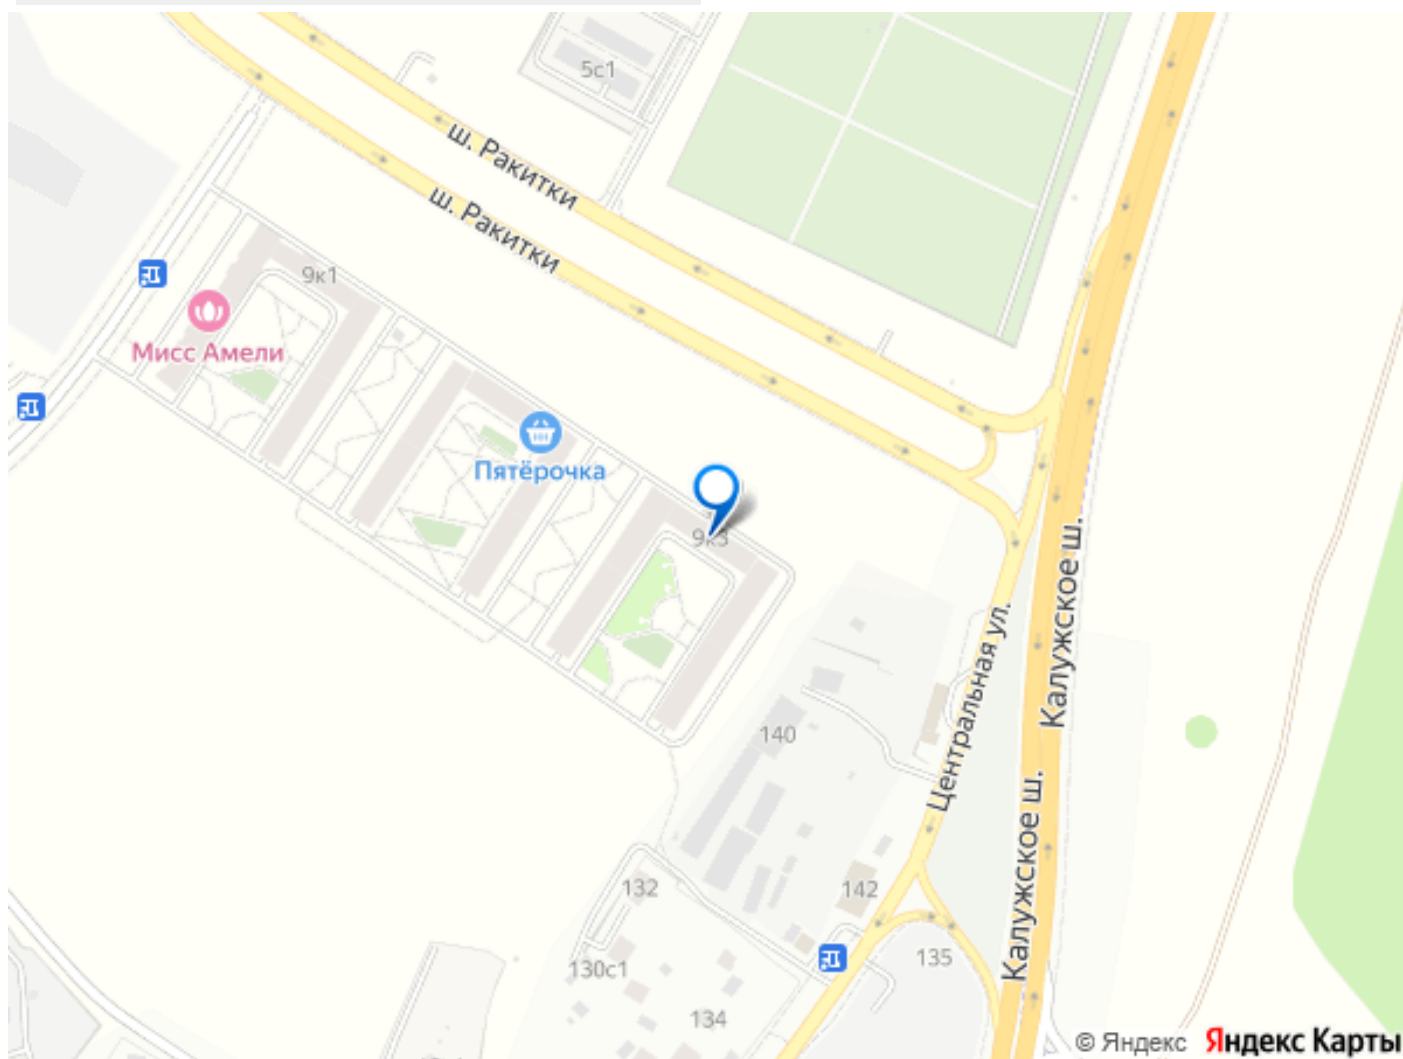 5с1
ш. Ракитки
ш. Ракитки
9к1
Мисс Амели
Пятёрочка
9к3
Калужское ш.
Центральная ул.
140
Калужское ш.
132
142
130с1
135
134
© Яндекс Яндекс Карты